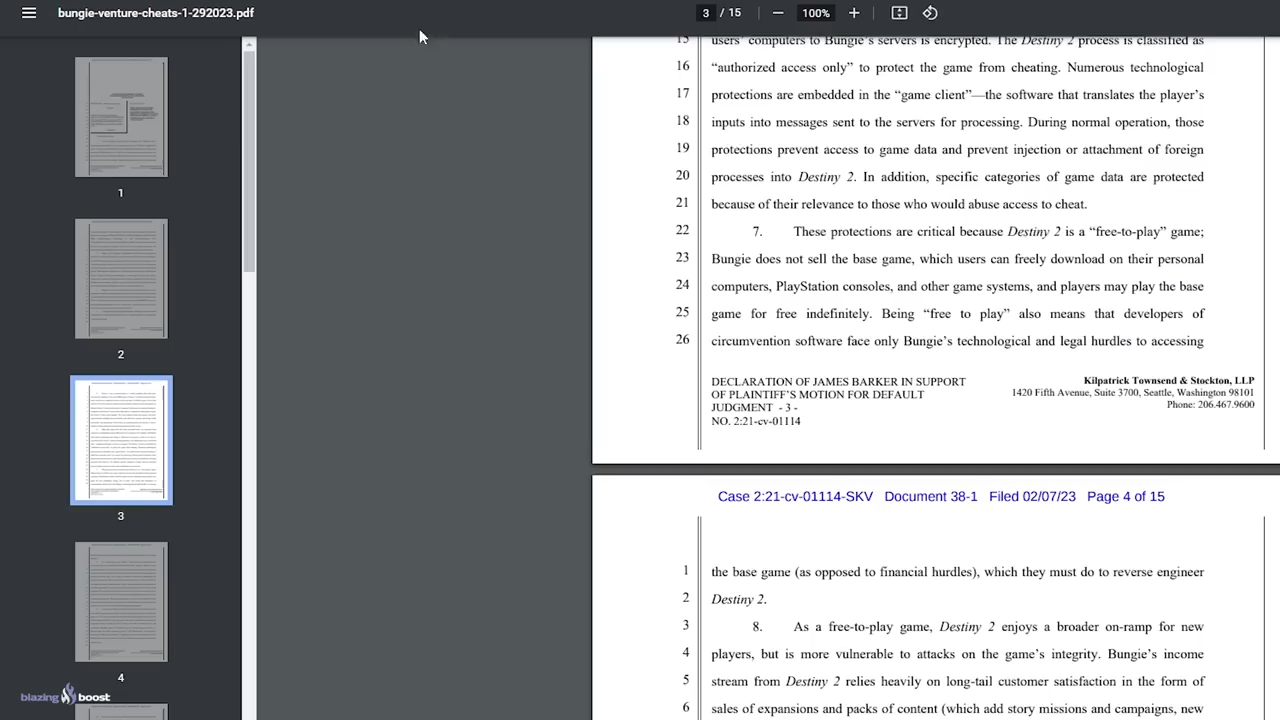 bungie-venture-cheats-1-292023.pdf
3 / 15
100%
1
2
3
4
blazing boost
15 users' computers to Bungie's servers is encrypted. The Destiny 2 process is classified as
16 “authorized access only” to protect the game from cheating. Numerous technological
17 protections are embedded in the “game client”—the software that translates the player's
18 inputs into messages sent to the servers for processing. During normal operation, those
19 protections prevent access to game data and prevent injection or attachment of foreign
20 processes into Destiny 2. In addition, specific categories of game data are protected
21 because of their relevance to those who would abuse access to cheat.
22 7. These protections are critical because Destiny 2 is a “free-to-play” game;
23 Bungie does not sell the base game, which users can freely download on their personal
24 computers, PlayStation consoles, and other game systems, and players may play the base
25 game for free indefinitely. Being “free to play” also means that developers of
26 circumvention software face only Bungie's technological and legal hurdles to accessing
DECLARATION OF JAMES BARKER IN SUPPORT
OF PLAINTIFF'S MOTION FOR DEFAULT
JUDGMENT - 3 -
NO. 2:21-cv-01114
Kilpatrick Townsend & Stockton, LLP
1420 Fifth Avenue, Suite 3700, Seattle, Washington 98101
Phone: 206.467.9600
Case 2:21-cv-01114-SKV Document 38-1 Filed 02/07/23 Page 4 of 15
1 the base game (as opposed to financial hurdles), which they must do to reverse engineer
2 Destiny 2.
3 8. As a free-to-play game, Destiny 2 enjoys a broader on-ramp for new
4 players, but is more vulnerable to attacks on the game's integrity. Bungie's income
5 stream from Destiny 2 relies heavily on long-tail customer satisfaction in the form of
6 sales of expansions and packs of content (which add story missions and campaigns, new